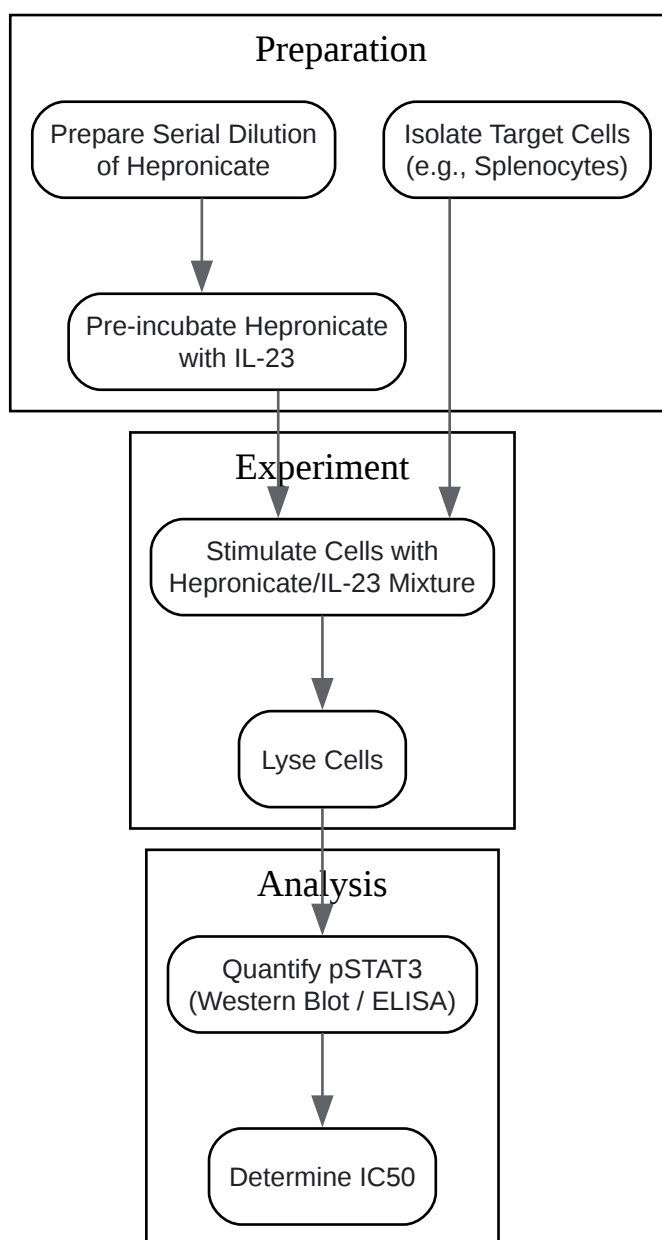 Preparation
Prepare Serial Dilution
of Hepronicate
Isolate Target Cells
(e.g., Splenocytes)
Pre-incubate Hepronicate
with IL-23
Experiment
Stimulate Cells with
Hepronicate/IL-23 Mixture
Lyse Cells
Analysis
Quantify pSTAT3
(Western Blot / ELISA)
Determine IC50